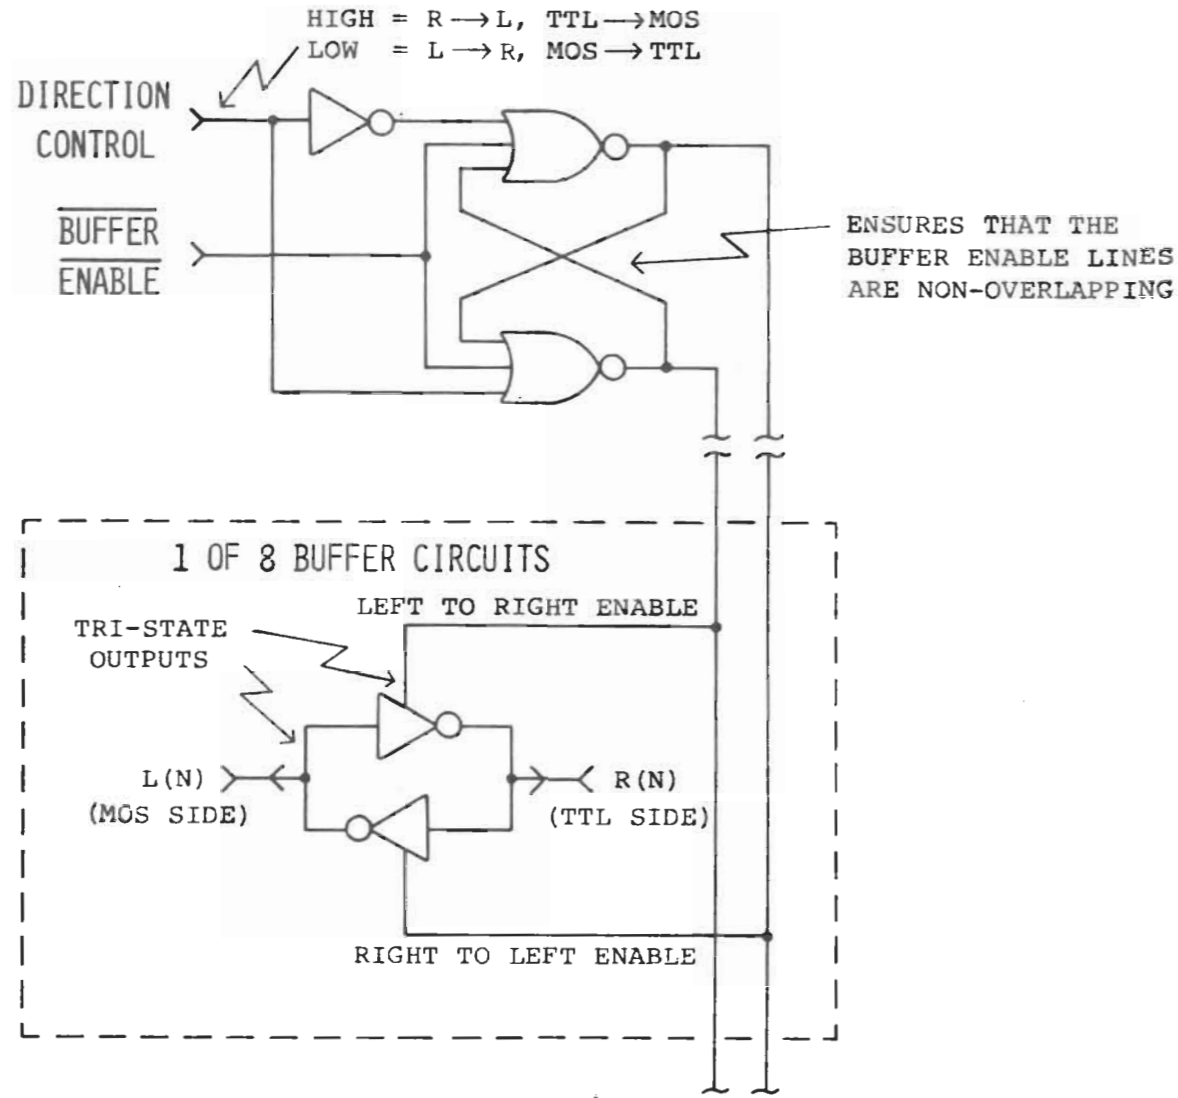 HIGH = R → L, TTL → MOS
LOW = L → R, MOS → TTL
DIRECTION
CONTROL
BUFFER
ENABLE
ENSURES THAT THE
BUFFER ENABLE LINES
ARE NON-OVERLAPPING
1 OF 8 BUFFER CIRCUITS
LEFT TO RIGHT ENABLE
TRI-STATE
OUTPUTS
L(N)
(MOS SIDE)
R(N)
(TTL SIDE)
RIGHT TO LEFT ENABLE